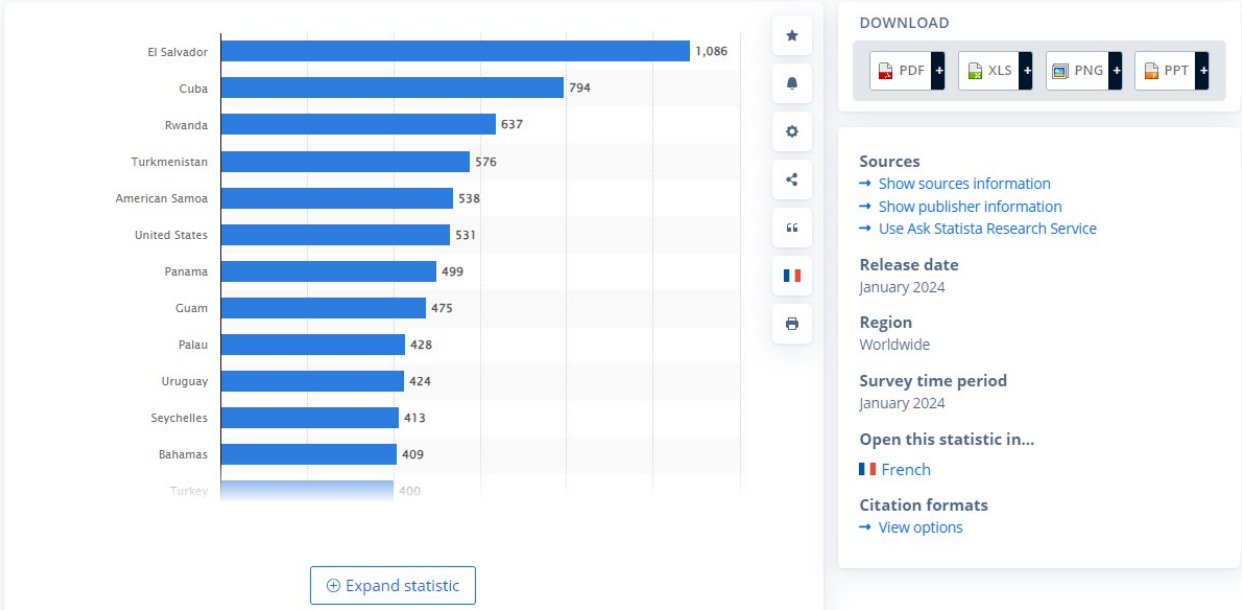 El Salvador 1,086
Cuba 794
Rwanda 637
Turkmenistan 576
American Samoa 538
United States 531
Panama 499
Guam 475
Palau 428
Uruguay 424
Seychelles 413
Bahamas 409
Turkey 400
Expand statistic
DOWNLOAD
PDF + XLS + PNG + PPT +
Sources
→ Show sources information
→ Show publisher information
→ Use Ask Statista Research Service
Release date
January 2024
Region
Worldwide
Survey time period
January 2024
Open this statistic in...
French
Citation formats
→ View options